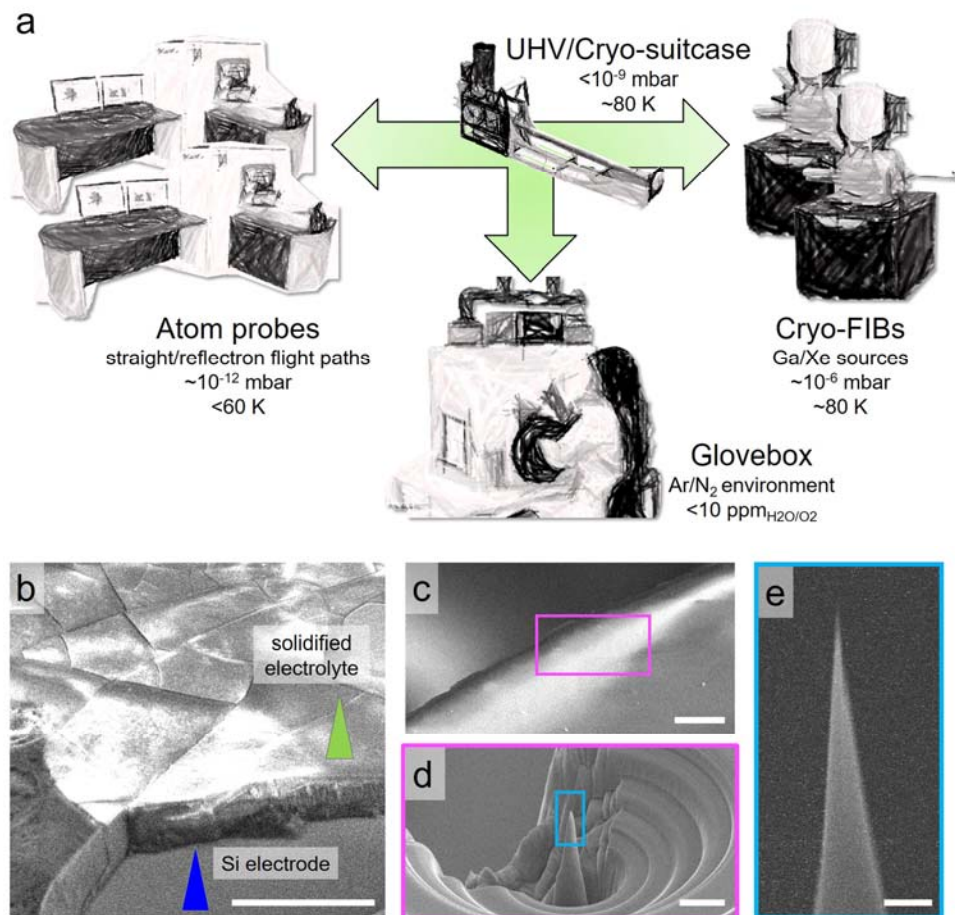 a
UHV/Cryo-suitcase
<10⁻⁹ mbar
~80 K
Atom probes
straight/reflectron flight paths
~10⁻¹² mbar
<60 K
Cryo-FIBs
Ga/Xe sources
~10⁻⁶ mbar
~80 K
Glovebox
Ar/N₂ environment
<10 ppmH2O/O2
b
solidified
electrolyte
Si electrode
c
d
e